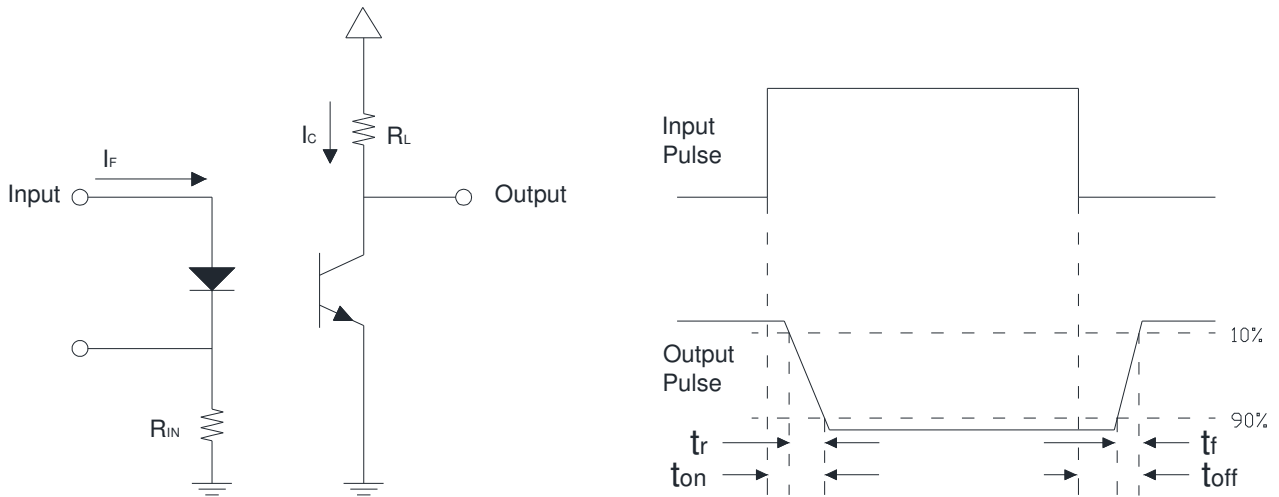 IF
Input
RIN
IC
RL
Output
Input
Pulse
Output
Pulse
10%
90%
tr
tf
ton
toff